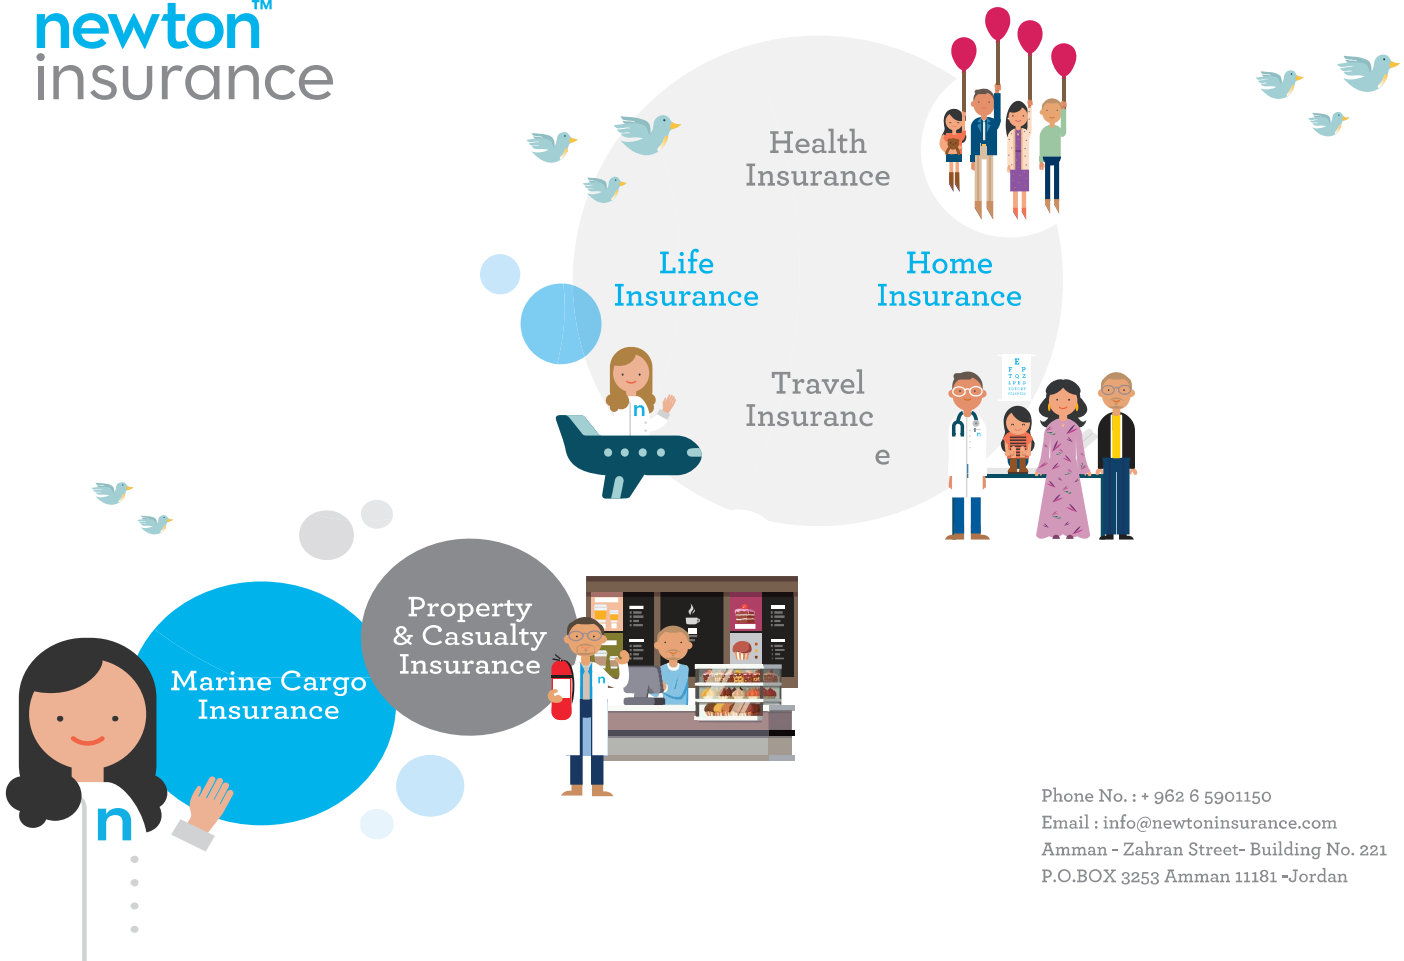 newton™
insurance
Health
Insurance
Life
Insurance
Home
Insurance
Travel
Insuranc
e
E
F P
T O Z
L P E D
n
n
Property
& Casualty
Insurance
Marine Cargo
Insurance
n
n
Phone No. : + 962 6 5901150
Email : info@newtoninsurance.com
Amman - Zahran Street- Building No. 221
P.O.BOX 3253 Amman 11181 -Jordan